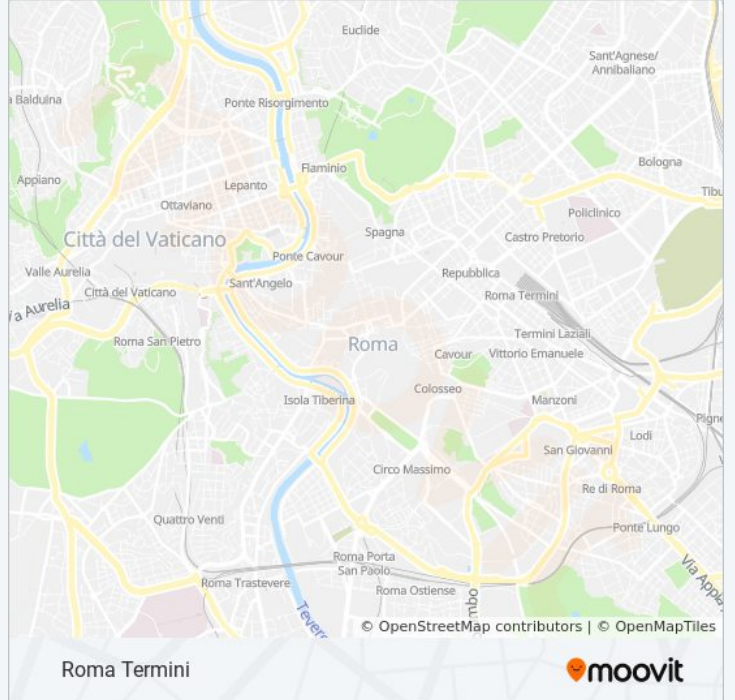 Euclide
Sant'Agnese/
Annibaliano
a Balduina
Ponte Risorgimento
Bologna
Flaminio
Appiano
Lepanto
Tibu
Ottaviano
Policlinico
Spagna
Castro Pretorio
Città del Vaticano
Ponte Cavour
Valle Aurelia
Repubblica
Sant'Angelo
Città del Vaticano
Roma Termini
a Aurelia
Termini Laziali
Roma San Pietro
Roma
Cavour
Vittorio Emanuele
Colosseo
Isola Tiberina
Manzoni
Pigne
Lodi
San Giovanni
Circo Massimo
Re di Roma
Quattro Venti
Ponte Lungo
Roma Porta
San Paolo
Via Appia
Roma Trastevere
Roma Ostiense
mbo
Tevere
© OpenStreetMap contributors | © OpenMapTiles
Roma Termini
moovit